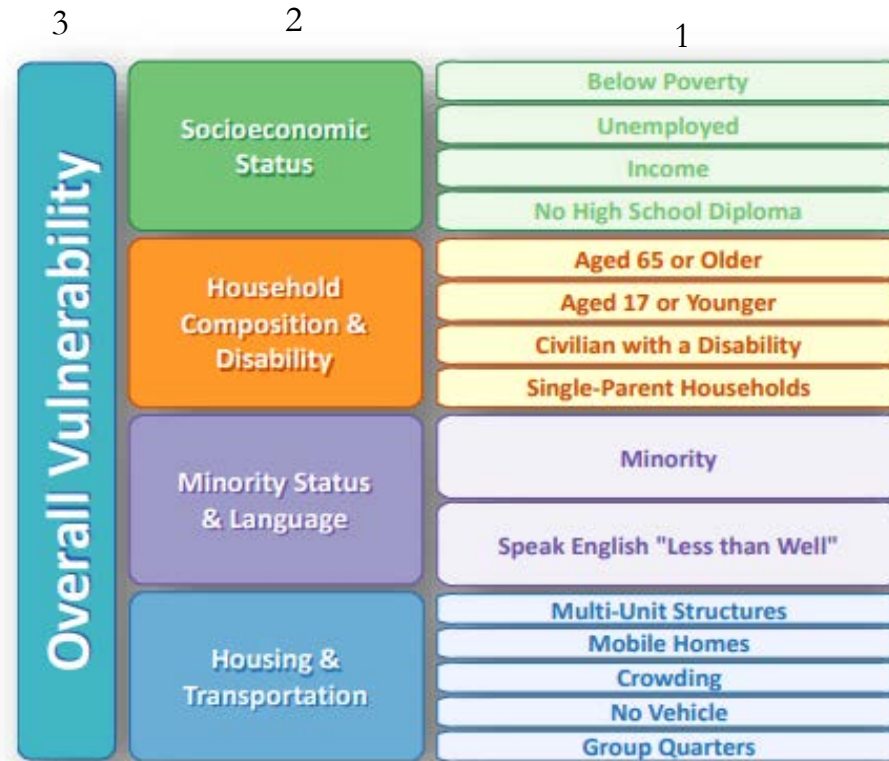 3
2
1
Overall Vulnerability
Socioeconomic
Status
Below Poverty
Unemployed
Income
No High School Diploma
Household
Composition &
Disability
Aged 65 or Older
Aged 17 or Younger
Civilian with a Disability
Single-Parent Households
Minority Status
& Language
Minority
Speak English "Less than Well"
Housing &
Transportation
Multi-Unit Structures
Mobile Homes
Crowding
No Vehicle
Group Quarters